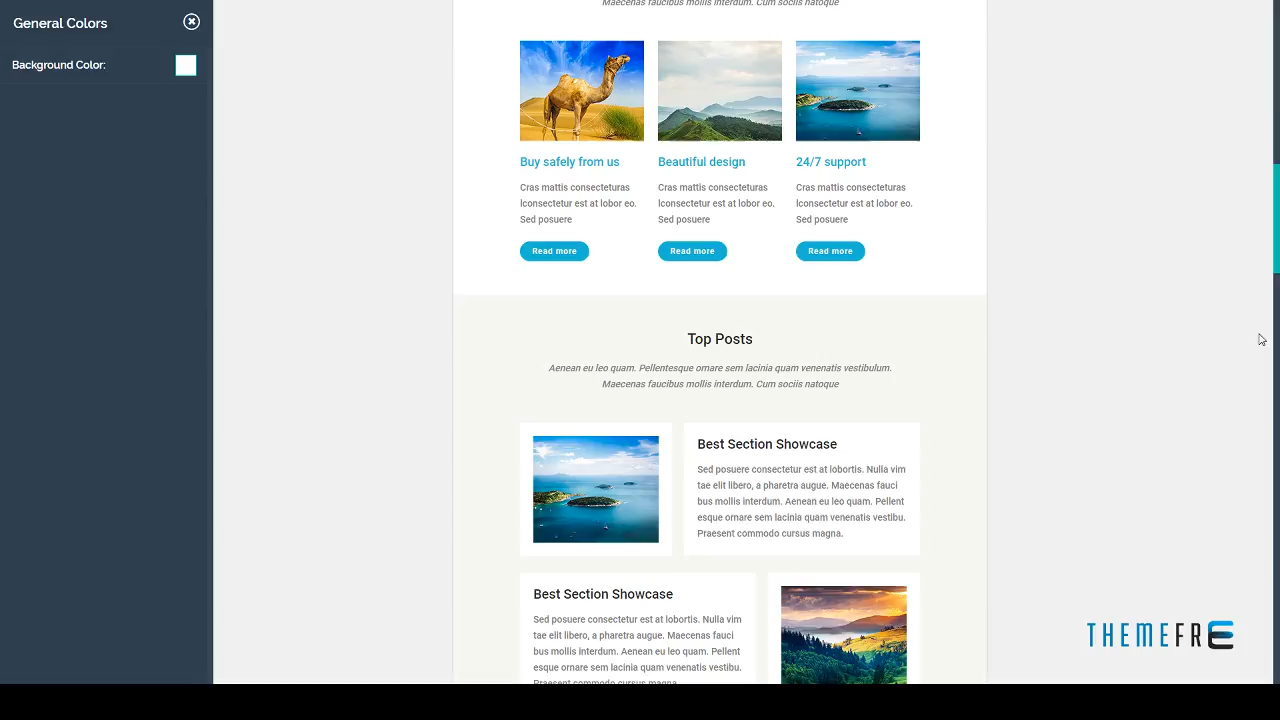 General Colors
Background Color:
Maecenas faucibus mollis interdum. Cum sociis natoque
Buy safely from us
Cras mattis consecteturas
lconsectetur est at lobor eo.
Sed posuere
Read more
Beautiful design
Cras mattis consecteturas
lconsectetur est at lobor eo.
Sed posuere
Read more
24/7 support
Cras mattis consecteturas
lconsectetur est at lobor eo.
Sed posuere
Read more
Top Posts
Aenean eu leo quam. Pellentesque ornare sem lacinia quam venenatis vestibulum.
Maecenas faucibus mollis interdum. Cum sociis natoque
Best Section Showcase
Sed posuere consectetur est at lobortis. Nulla vim
tae elit libero, a pharetra augue. Maecenas fauci
bus mollis interdum. Aenean eu leo quam. Pellent
esque ornare sem lacinia quam venenatis vestibu.
Praesent commodo cursus magna.
Best Section Showcase
Sed posuere consectetur est at lobortis. Nulla vim
tae elit libero, a pharetra augue. Maecenas fauci
bus mollis interdum. Aenean eu leo quam. Pellent
esque ornare sem lacinia quam venenatis vestibu.
Praesent commodo cursus magna.
THEMEFRE